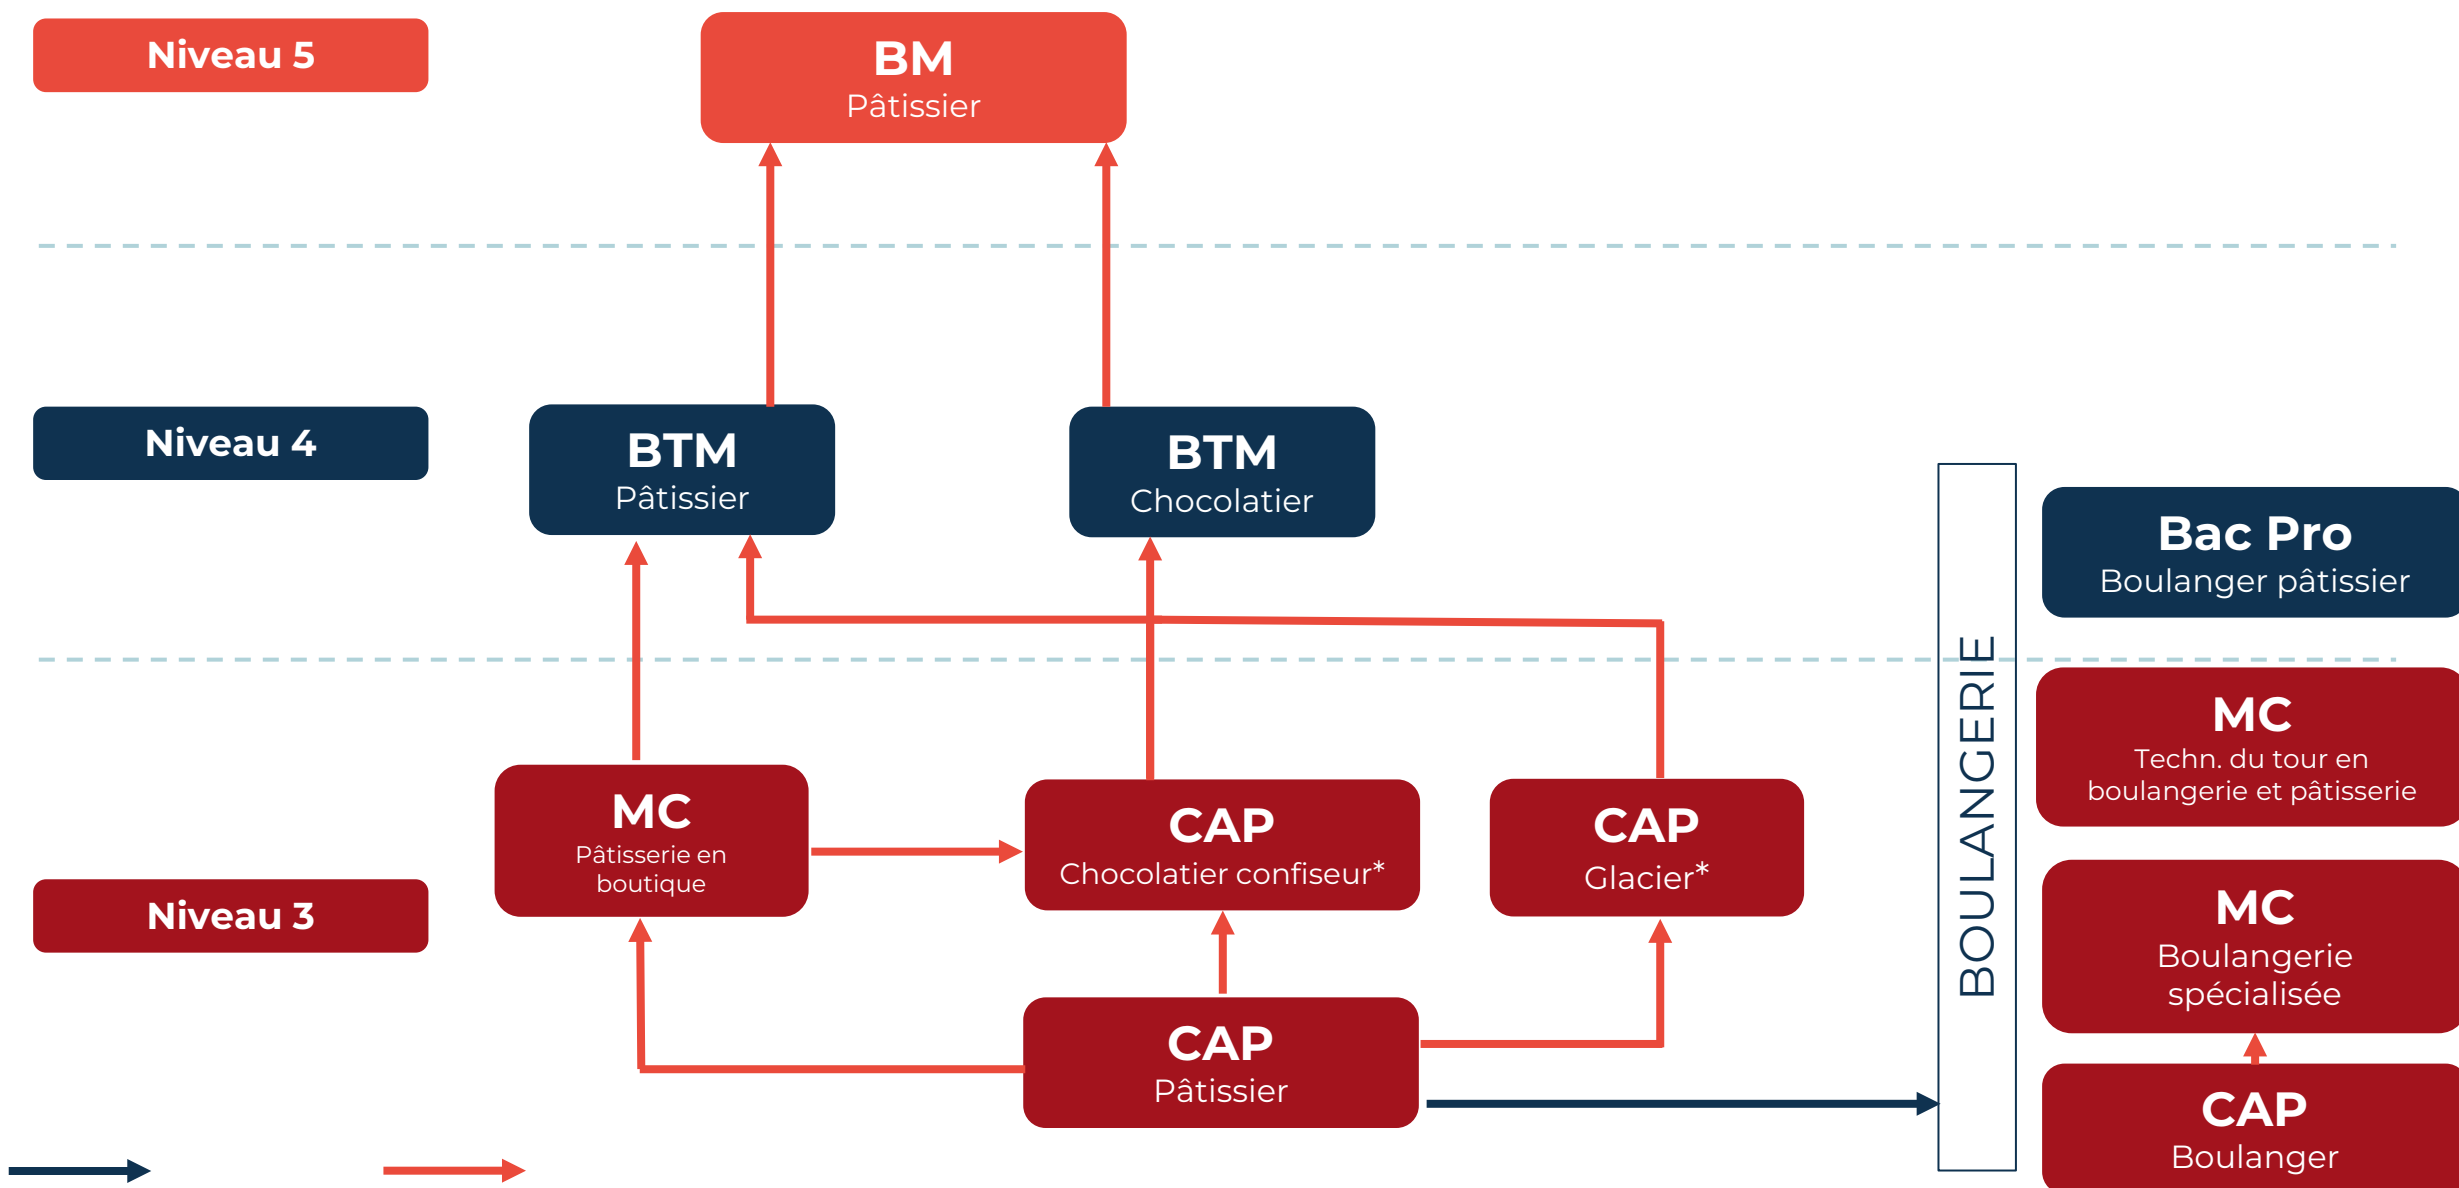 Niveau 5
BM
Pâtissier
Niveau 4
BTM
Pâtissier
BTM
Chocolatier
Niveau 3
MC
Pâtisserie en
boutique
CAP
Chocolatier confiseur*
CAP
Glacier*
CAP
Pâtissier
BOULANGERIE
Bac Pro
Boulanger pâtissier
MC
Techn. du tour en
boulangerie et pâtisserie
MC
Boulangerie
spécialisée
CAP
Boulanger